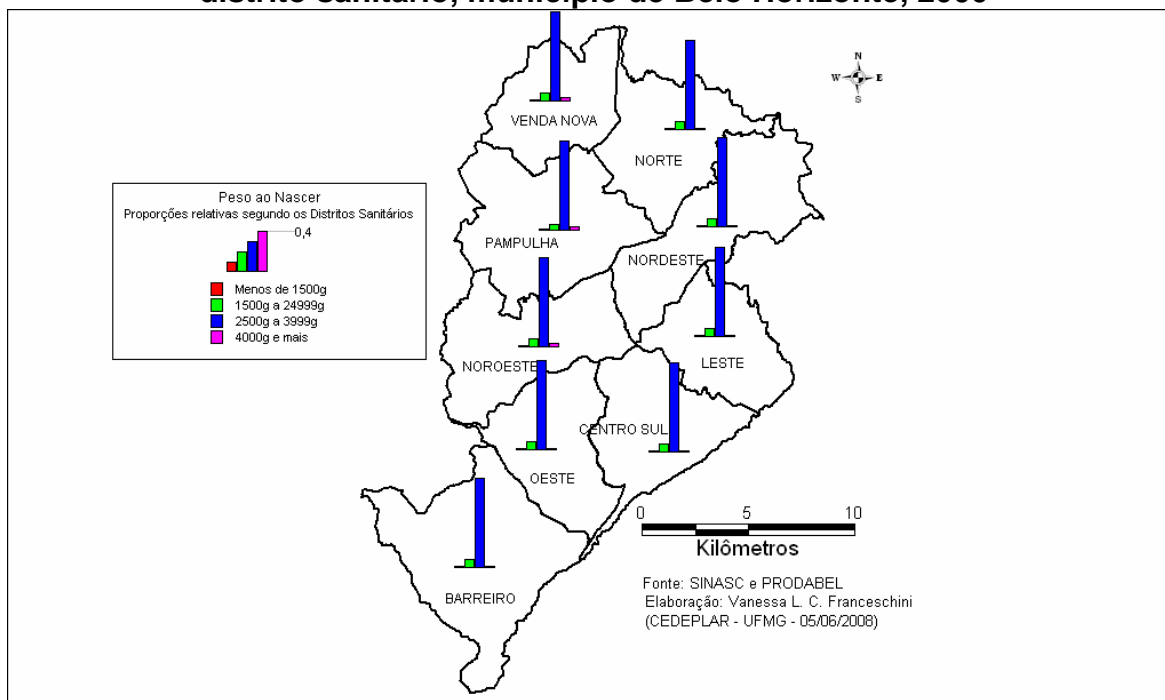 distrito sanitário, município de Belo Horizonte, 2000
N
W E
S
VENDA NOVA
NORTE
Peso ao Nascer
Proporções relativas segundo os Distritos Sanitários
0,4
Menos de 1500g
1500g a 24999g
2500g a 3999g
4000g e mais
PAMPULHA
NORDESTE
NOROESTE
LESTE
CENTRO SUL
OESTE
BARREIRO
0 5 10
Kilômetros
Fonte: SINASC e PRODABEL
Elaboração: Vanessa L. C. Franceschini
(CEDEPLAR - UFMG - 05/06/2008)